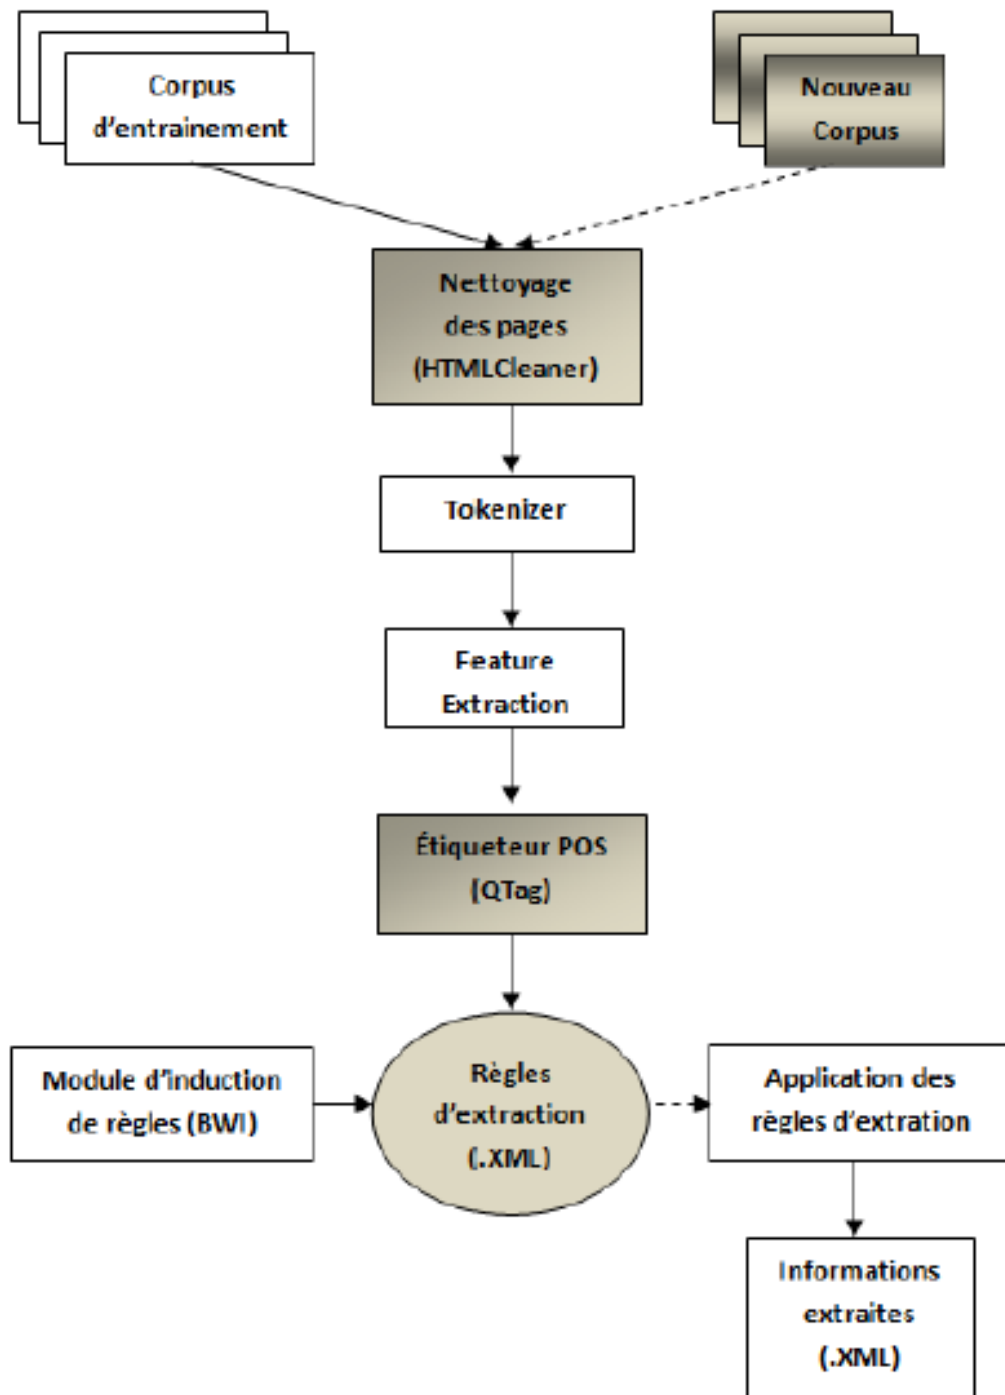 Corpus
d'entrainement
Nouveau
Corpus
Nettoyage
des pages
(HTMLCleaner)
Tokenizer
Feature
Extraction
Étiqueteur POS
(QTag)
Module d'induction
de règles (BWI)
Règles
d'extraction
(.XML)
Application des
règles d'extration
Informations
extraites
(.XML)